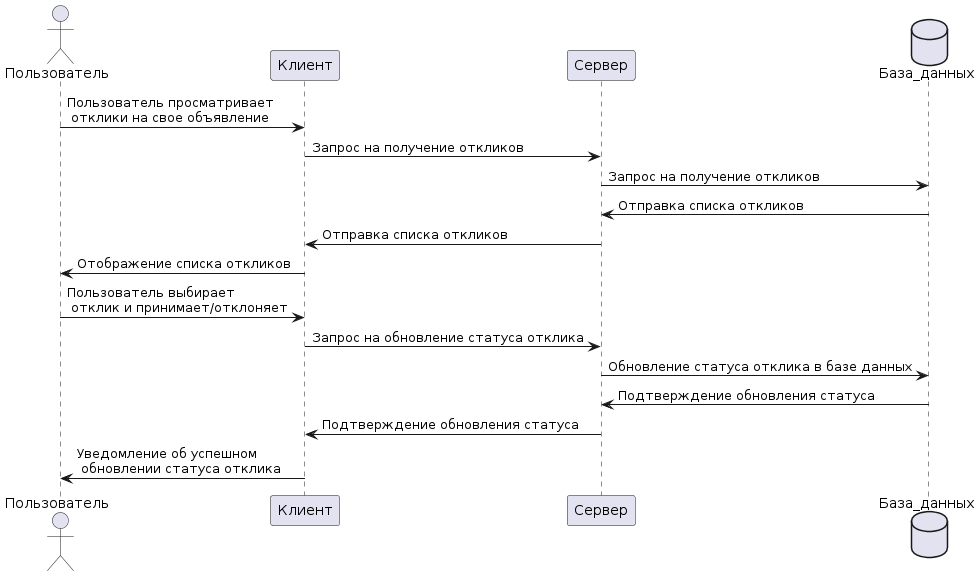 Пользователь
Клиент
Сервер
База_данных
Пользователь просматривает
отклики на свое объявление
Запрос на получение откликов
Запрос на получение откликов
Отправка списка откликов
Отправка списка откликов
Отображение списка откликов
Пользователь выбирает
отклик и принимает/отклоняет
Запрос на обновление статуса отклика
Обновление статуса отклика в базе данных
Подтверждение обновления статуса
Подтверждение обновления статуса
Уведомление об успешном
обновлении статуса отклика
Пользователь
Клиент
Сервер
База_данных